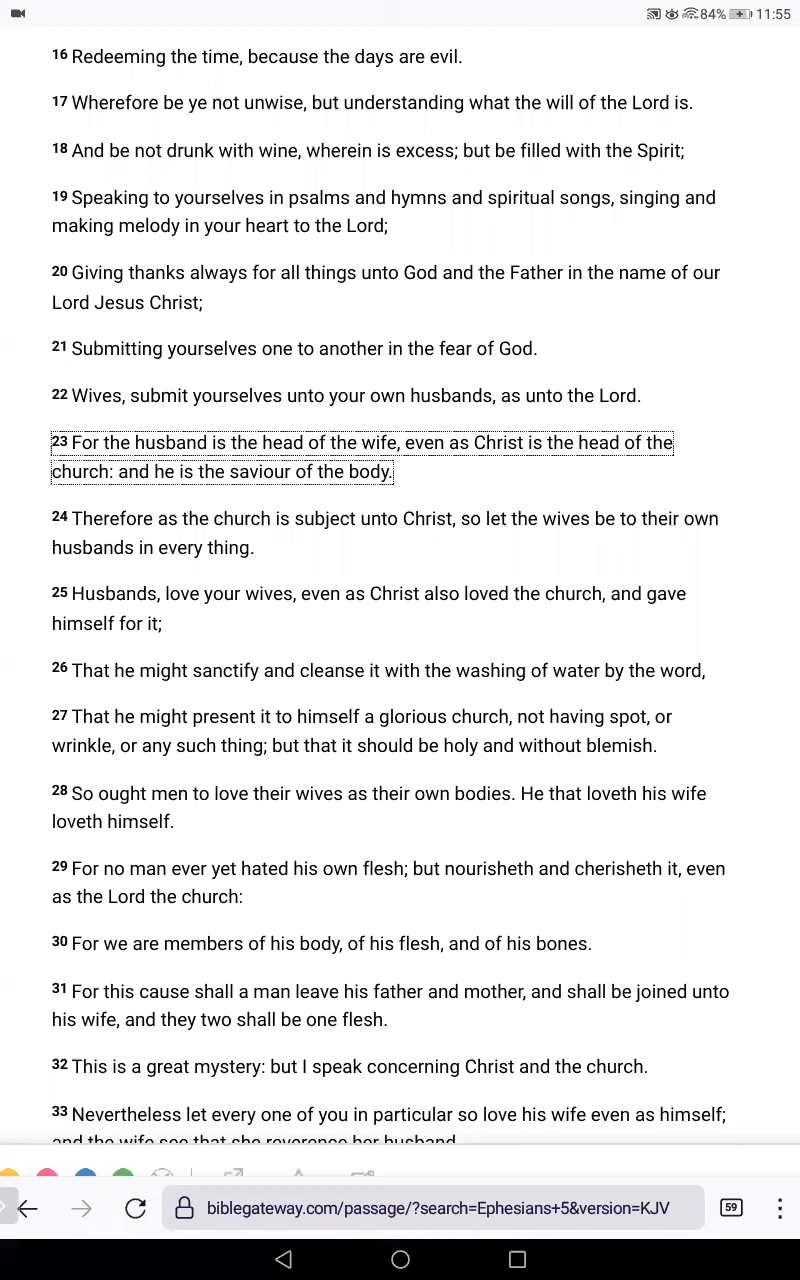 84% 11:55
16 Redeeming the time, because the days are evil.
17 Wherefore be ye not unwise, but understanding what the will of the Lord is.
18 And be not drunk with wine, wherein is excess; but be filled with the Spirit;
19 Speaking to yourselves in psalms and hymns and spiritual songs, singing and
making melody in your heart to the Lord;
20 Giving thanks always for all things unto God and the Father in the name of our
Lord Jesus Christ;
21 Submitting yourselves one to another in the fear of God.
22 Wives, submit yourselves unto your own husbands, as unto the Lord.
23 For the husband is the head of the wife, even as Christ is the head of the
church: and he is the saviour of the body.
24 Therefore as the church is subject unto Christ, so let the wives be to their own
husbands in every thing.
25 Husbands, love your wives, even as Christ also loved the church, and gave
himself for it;
26 That he might sanctify and cleanse it with the washing of water by the word,
27 That he might present it to himself a glorious church, not having spot, or
wrinkle, or any such thing; but that it should be holy and without blemish.
28 So ought men to love their wives as their own bodies. He that loveth his wife
loveth himself.
29 For no man ever yet hated his own flesh; but nourisheth and cherisheth it, even
as the Lord the church:
30 For we are members of his body, of his flesh, and of his bones.
31 For this cause shall a man leave his father and mother, and shall be joined unto
his wife, and they two shall be one flesh.
32 This is a great mystery: but I speak concerning Christ and the church.
33 Nevertheless let every one of you in particular so love his wife even as himself;
and the wife see that she reverence her husband
biblegateway.com/passage/?search=Ephesians+5&version=KJV 59